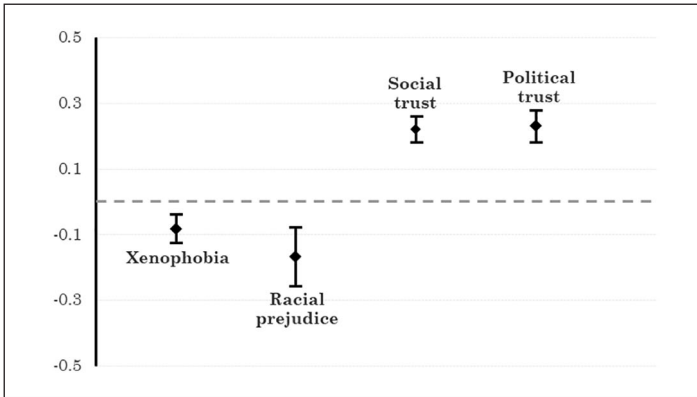 0.5
0.3
0.1
-0.1
-0.3
-0.5
Social
trust
Political
trust
Xenophobia
Racial
prejudice